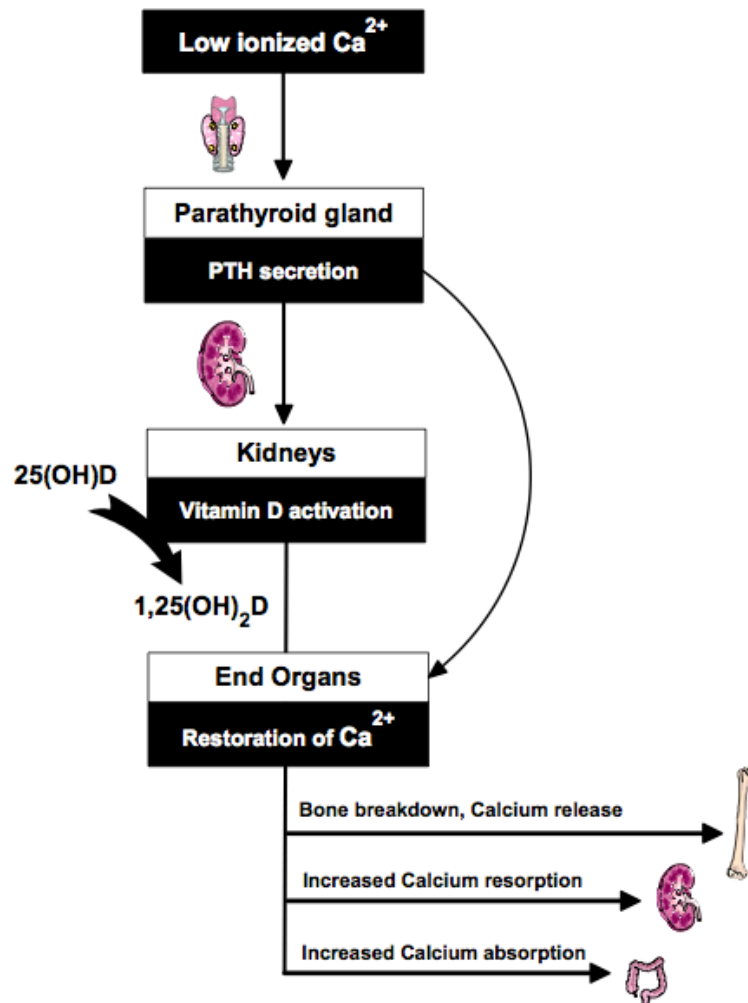 Low ionized Ca2+
Parathyroid gland
PTH secretion
Kidneys
25(OH)D
Vitamin D activation
1,25(OH)2D
End Organs
Restoration of Ca2+
Bone breakdown, Calcium release
Increased Calcium resorption
Increased Calcium absorption